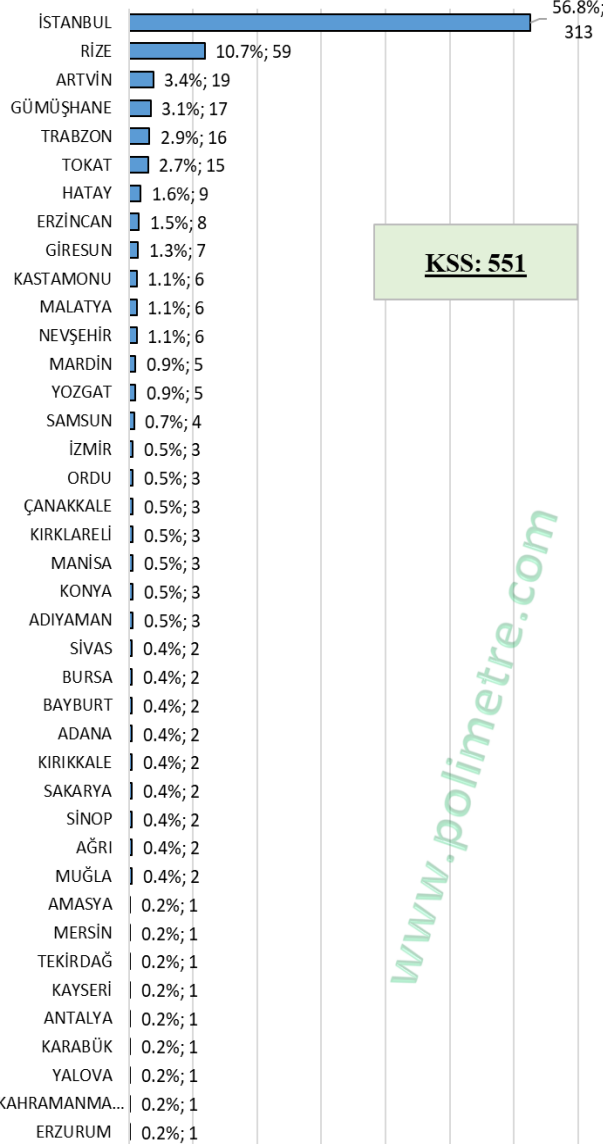 İSTANBUL 56.8%; 313
RİZE 10.7%; 59
ARTVİN 3.4%; 19
GÜMÜŞHANE 3.1%; 17
TRABZON 2.9%; 16
TOKAT 2.7%; 15
HATAY 1.6%; 9
ERZİNCAN 1.5%; 8
GİRESUN 1.3%; 7
KSS: 551
KASTAMONU 1.1%; 6
MALATYA 1.1%; 6
NEVŞEHİR 1.1%; 6
MARDİN 0.9%; 5
YOZGAT 0.9%; 5
SAMSUN 0.7%; 4
İZMİR 0.5%; 3
ORDU 0.5%; 3
ÇANAKKALE 0.5%; 3
KIRKLARELİ 0.5%; 3
MANİSA 0.5%; 3
KONYA 0.5%; 3
ADIYAMAN 0.5%; 3
SİVAS 0.4%; 2
BURSA 0.4%; 2
BAYBURT 0.4%; 2
ADANA 0.4%; 2
KIRIKKALE 0.4%; 2
SAKARYA 0.4%; 2
SİNOP 0.4%; 2
AĞRI 0.4%; 2
MUĞLA 0.4%; 2
AMASYA 0.2%; 1
MERSİN 0.2%; 1
TEKİRDAĞ 0.2%; 1
KAYSERİ 0.2%; 1
ANTALYA 0.2%; 1
KARABÜK 0.2%; 1
YALOVA 0.2%; 1
KAHRAMANMA... 0.2%; 1
ERZURUM 0.2%; 1
www.polimetre.com